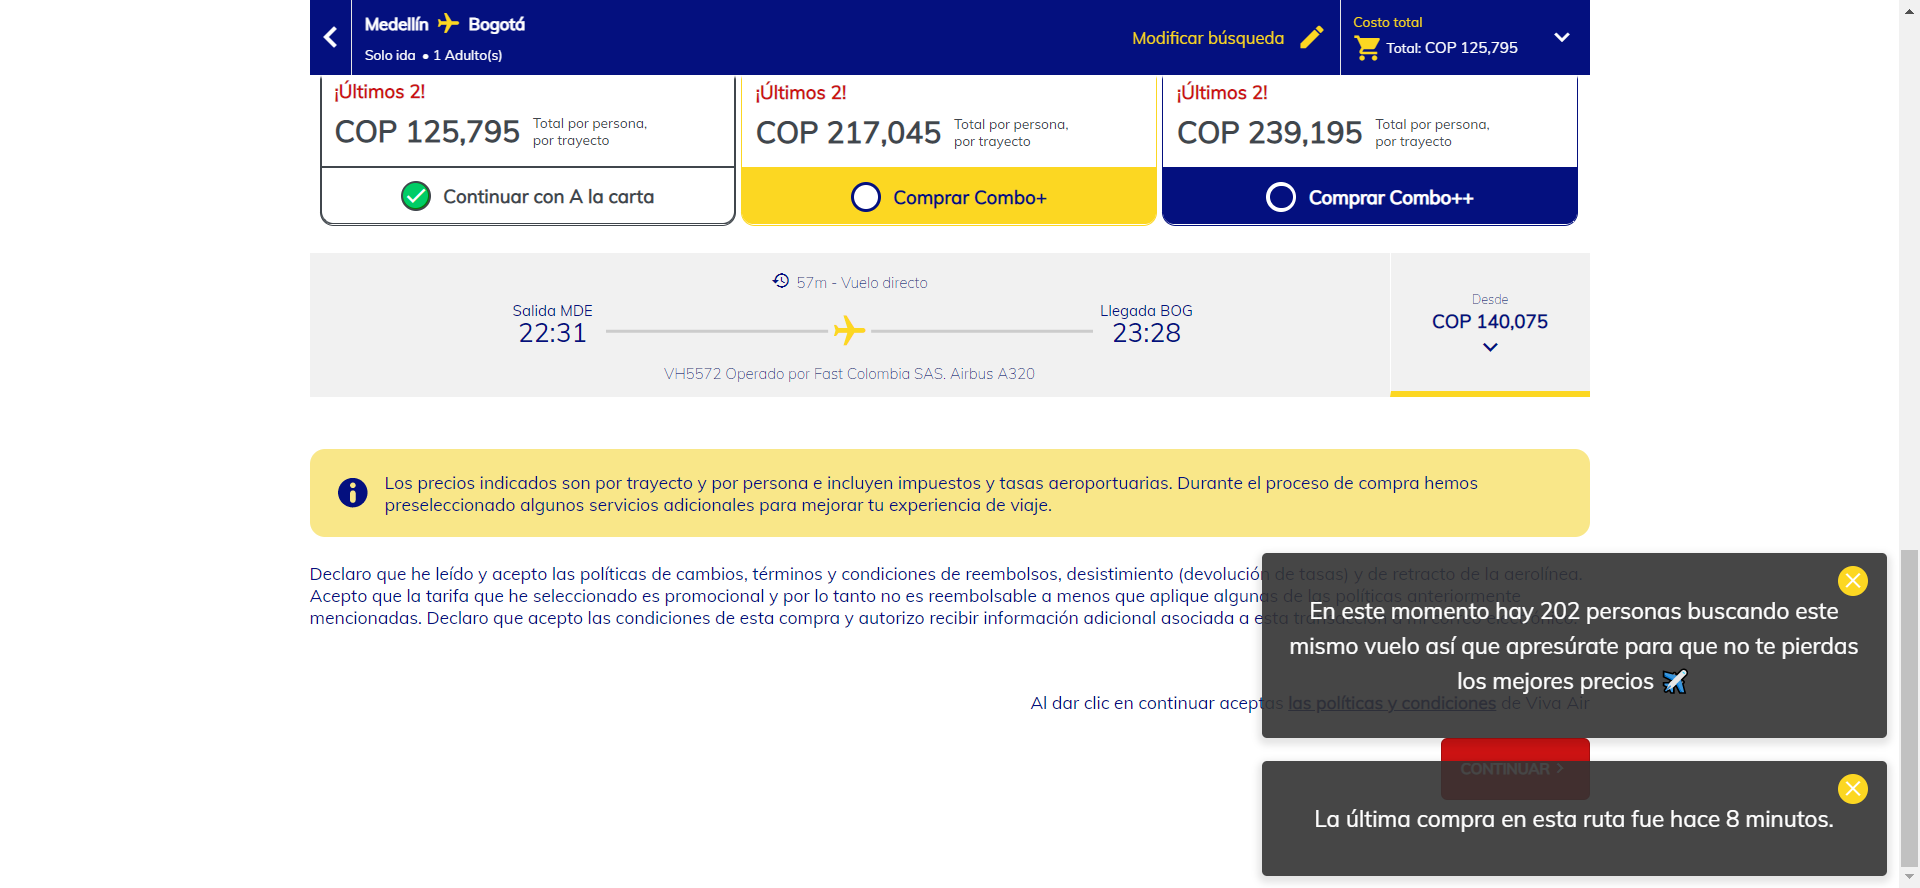 Medellín Bogotá
Solo ida • 1 Adulto(s)
Modificar búsqueda
Costo total
Total: COP 125,795
¡Últimos 2!
COP 125,795 Total por persona,
por trayecto
Continuar con A la carta
¡Últimos 2!
COP 217,045 Total por persona,
por trayecto
Comprar Combo+
¡Últimos 2!
COP 239,195 Total por persona,
por trayecto
Comprar Combo++
57m - Vuelo directo
Salida MDE
22:31
Llegada BOG
23:28
VH5572 Operado por Fast Colombia SAS. Airbus A320
Desde
COP 140,075
Los precios indicados son por trayecto y por persona e incluyen impuestos y tasas aeroportuarias. Durante el proceso de compra hemos
preseleccionado algunos servicios adicionales para mejorar tu experiencia de viaje.
Declaro que he leído y acepto las políticas de cambios, términos y condiciones de reembolsos, desistimiento (devolución de tasas) y de retracto de la aerolínea.
Acepto que la tarifa que he seleccionado es promocional y por lo tanto no es reembolsable a menos que aplique algunas de las políticas anteriormente
mencionadas. Declaro que acepto las condiciones de esta compra y autorizo recibir información adicional asociada a esta transacción a mi correo electrónico.
Al dar clic en continuar aceptas las políticas y condiciones de Viva Air
CONTINUAR
En este momento hay 202 personas buscando este
mismo vuelo así que apresúrate para que no te pierdas
los mejores precios
La última compra en esta ruta fue hace 8 minutos.